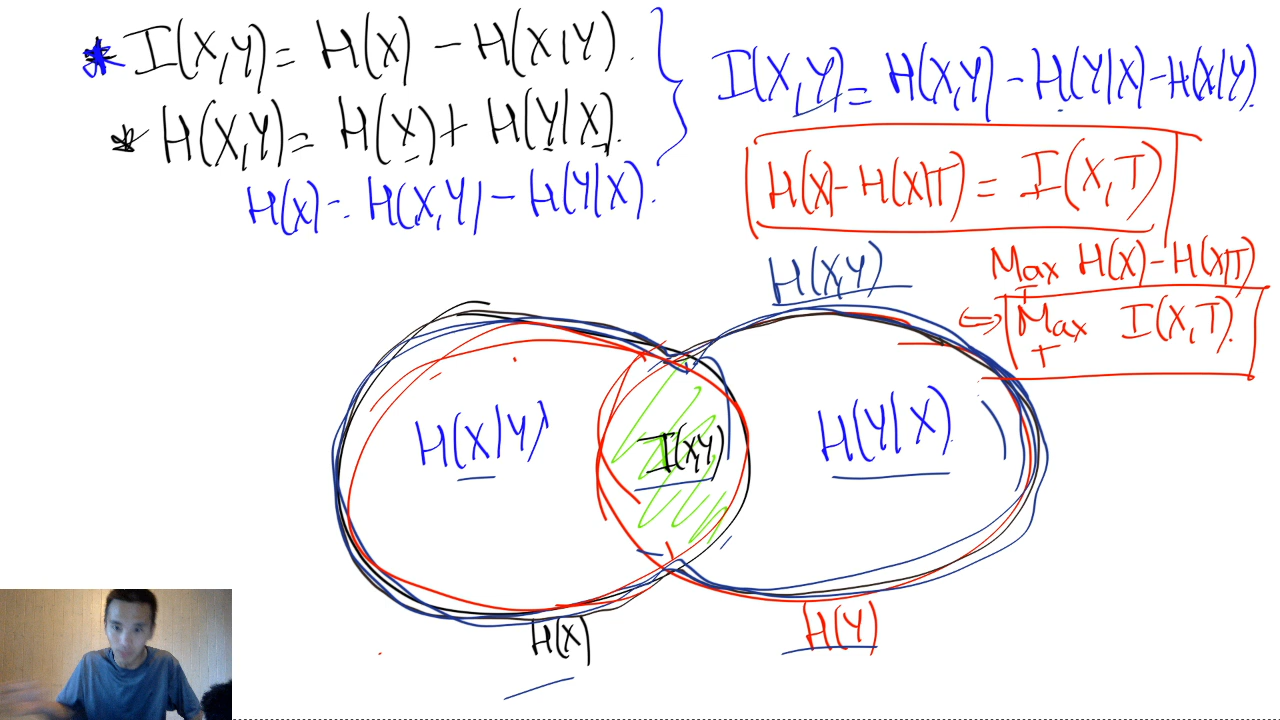 * I(X,Y) = H(X) - H(X|Y).
* H(X,Y) = H(X) + H(Y|X).
H(X) = H(X,Y) - H(Y|X).
I(X,Y) = H(X,Y) - H(Y|X) - H(X|Y).
H(X) - H(X|T) = I(X,T)
Max H(X) - H(X|T)
T
⇔ Max I(X,T).
T
H(X,Y)
H(X|Y)
I(X,Y)
H(Y|X)
H(X)
H(Y)